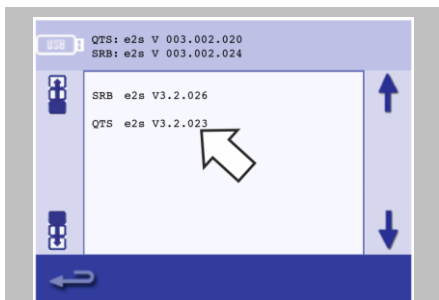 USB
QTS: e2s V 003.002.020
SRB: e2s V 003.002.024
SRB e2s V3.2.026
QTS e2s V3.2.023